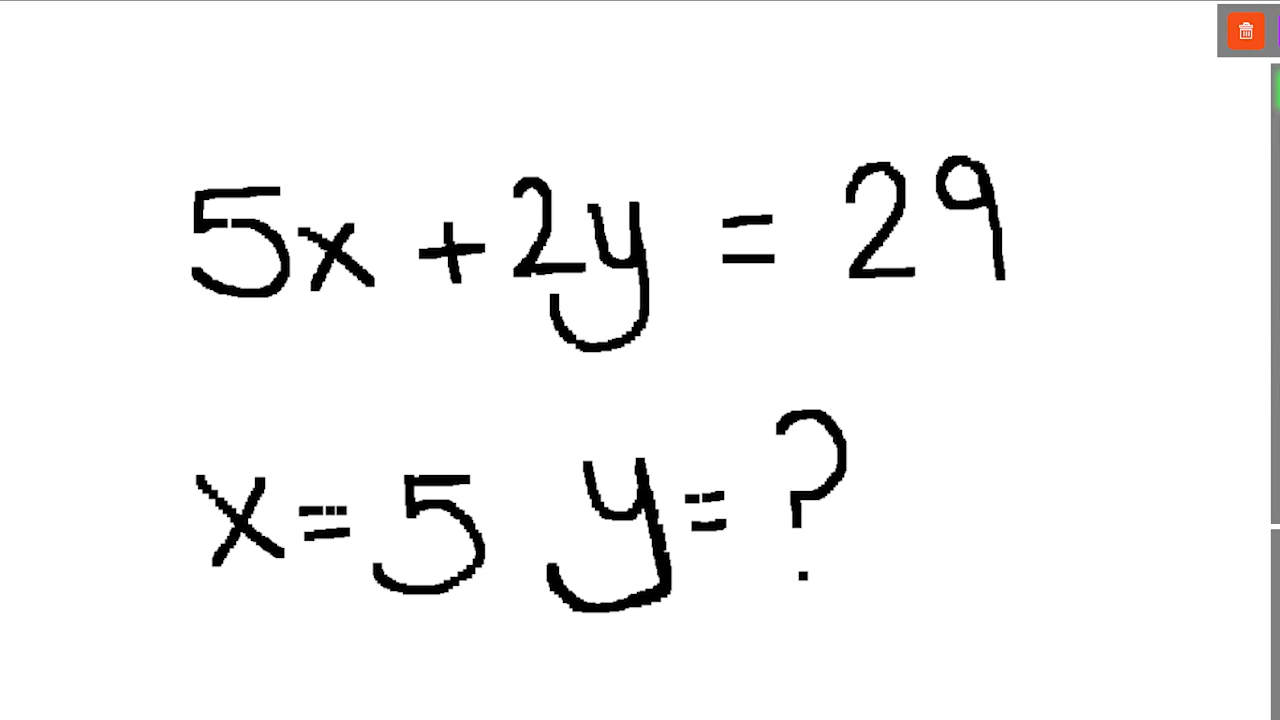 5x + 2y = 29
x = 5 y = ?